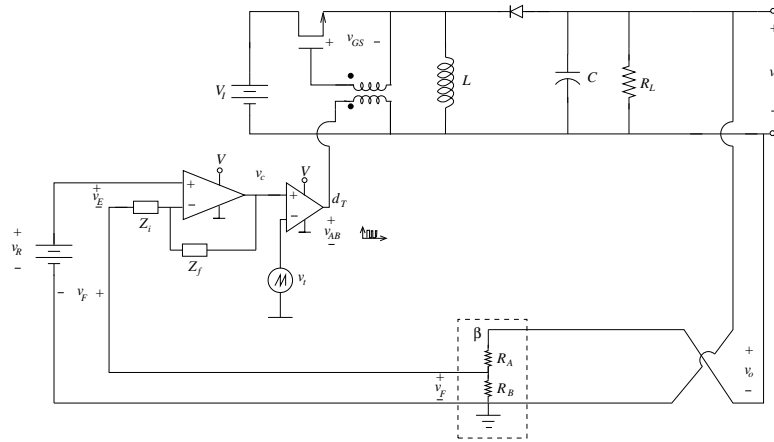 + v_GS −
V_I
L
C
R_L
+
v
−
V
v_c
V
+
v_E
−
+
−
+
−
d_T
Z_i
+
v_AB
−
+
v_R
−
Z_f
v_t
− v_F +
β
R_A
+
v_F
−
R_B
+
v_o
−